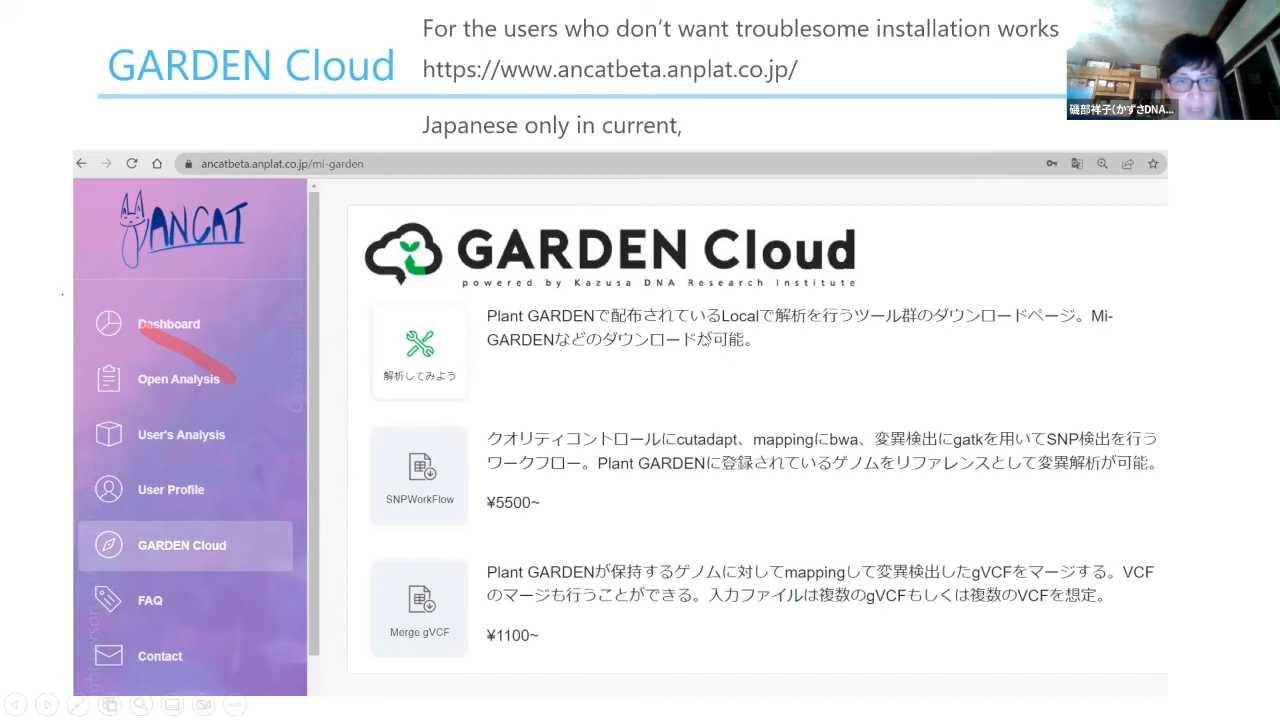 For the users who don't want troublesome installation works
GARDEN Cloud
https://www.ancatbeta.anplat.co.jp/
磯部祥子(かずさDNA...
Japanese only in current,
ancatbeta.anplat.co.jp/mi-garden
ANCAT
GARDEN Cloud
powered by Kazusa DNA Research Institute
Dashboard
Open Analysis
User's Analysis
User Profile
GARDEN Cloud
FAQ
Contact
Plant GARDENで配布されているLocalで解析を行うツール群のダウンロードページ。Mi-
GARDENなどのダウンロードが可能。
解析してみよう
クオリティコントロールにcutadapt、mappingにbwa、変異検出にgatkを用いてSNP検出を行う
ワークフロー。Plant GARDENに登録されているゲノムをリファレンスとして変異解析が可能。
SNPWorkFlow
¥5500~
Plant GARDENが保持するゲノムに対してmappingして変異検出したgVCFをマージする。VCF
のマージも行うことができる。入力ファイルは複数のgVCFもしくは複数のVCFを想定。
Merge gVCF
¥1100~